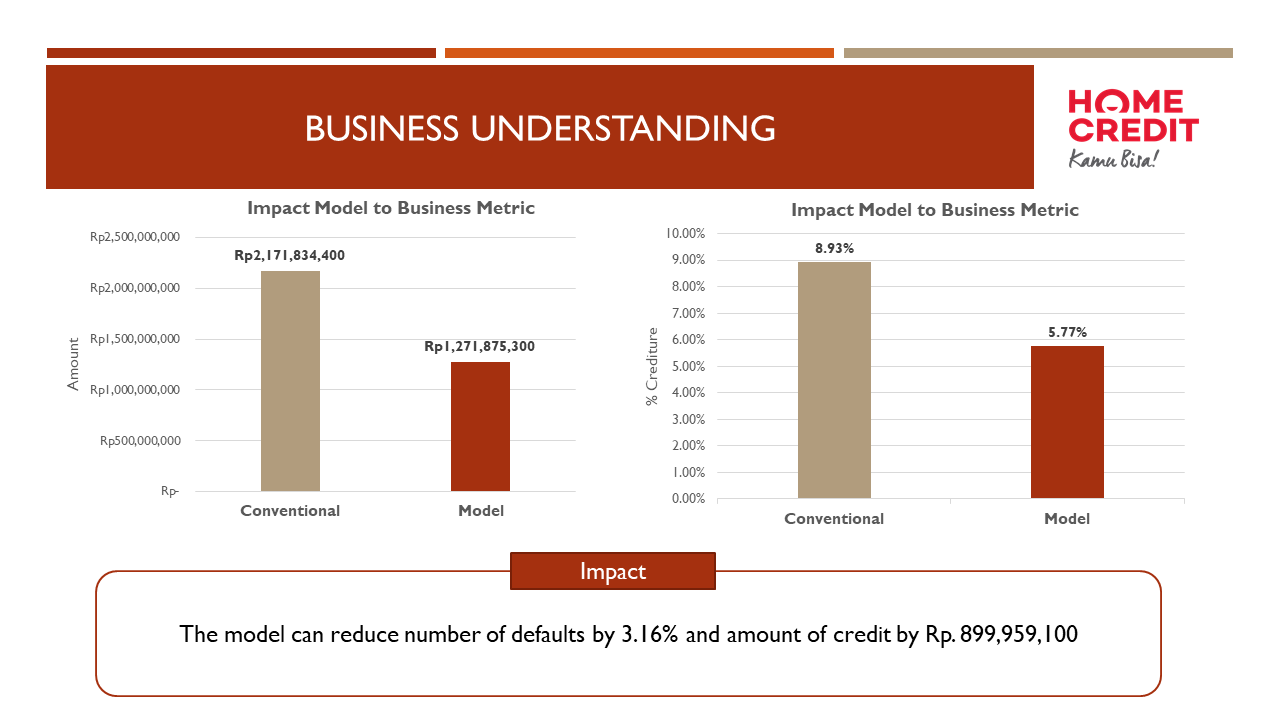 BUSINESS UNDERSTANDING
HOME
CREDIT
Kamu Bisa!
Impact Model to Business Metric
Amount
Rp2,500,000,000
Rp2,000,000,000
Rp1,500,000,000
Rp1,000,000,000
Rp500,000,000
Rp-
Rp2,171,834,400
Rp1,271,875,300
Conventional
Model
Impact Model to Business Metric
% Crediture
10.00%
9.00%
8.00%
7.00%
6.00%
5.00%
4.00%
3.00%
2.00%
1.00%
0.00%
8.93%
5.77%
Conventional
Model
Impact
The model can reduce number of defaults by 3.16% and amount of credit by Rp. 899,959,100